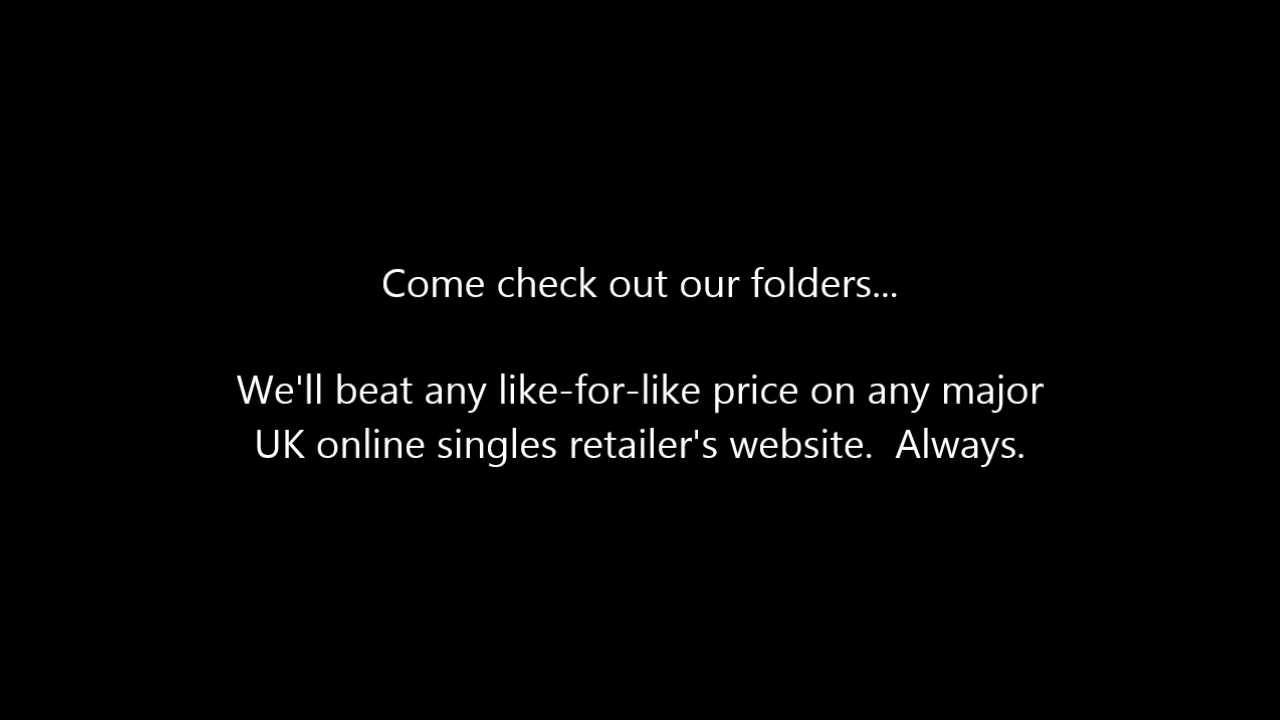 Come check out our folders...
We'll beat any like-for-like price on any major
UK online singles retailer's website.  Always.